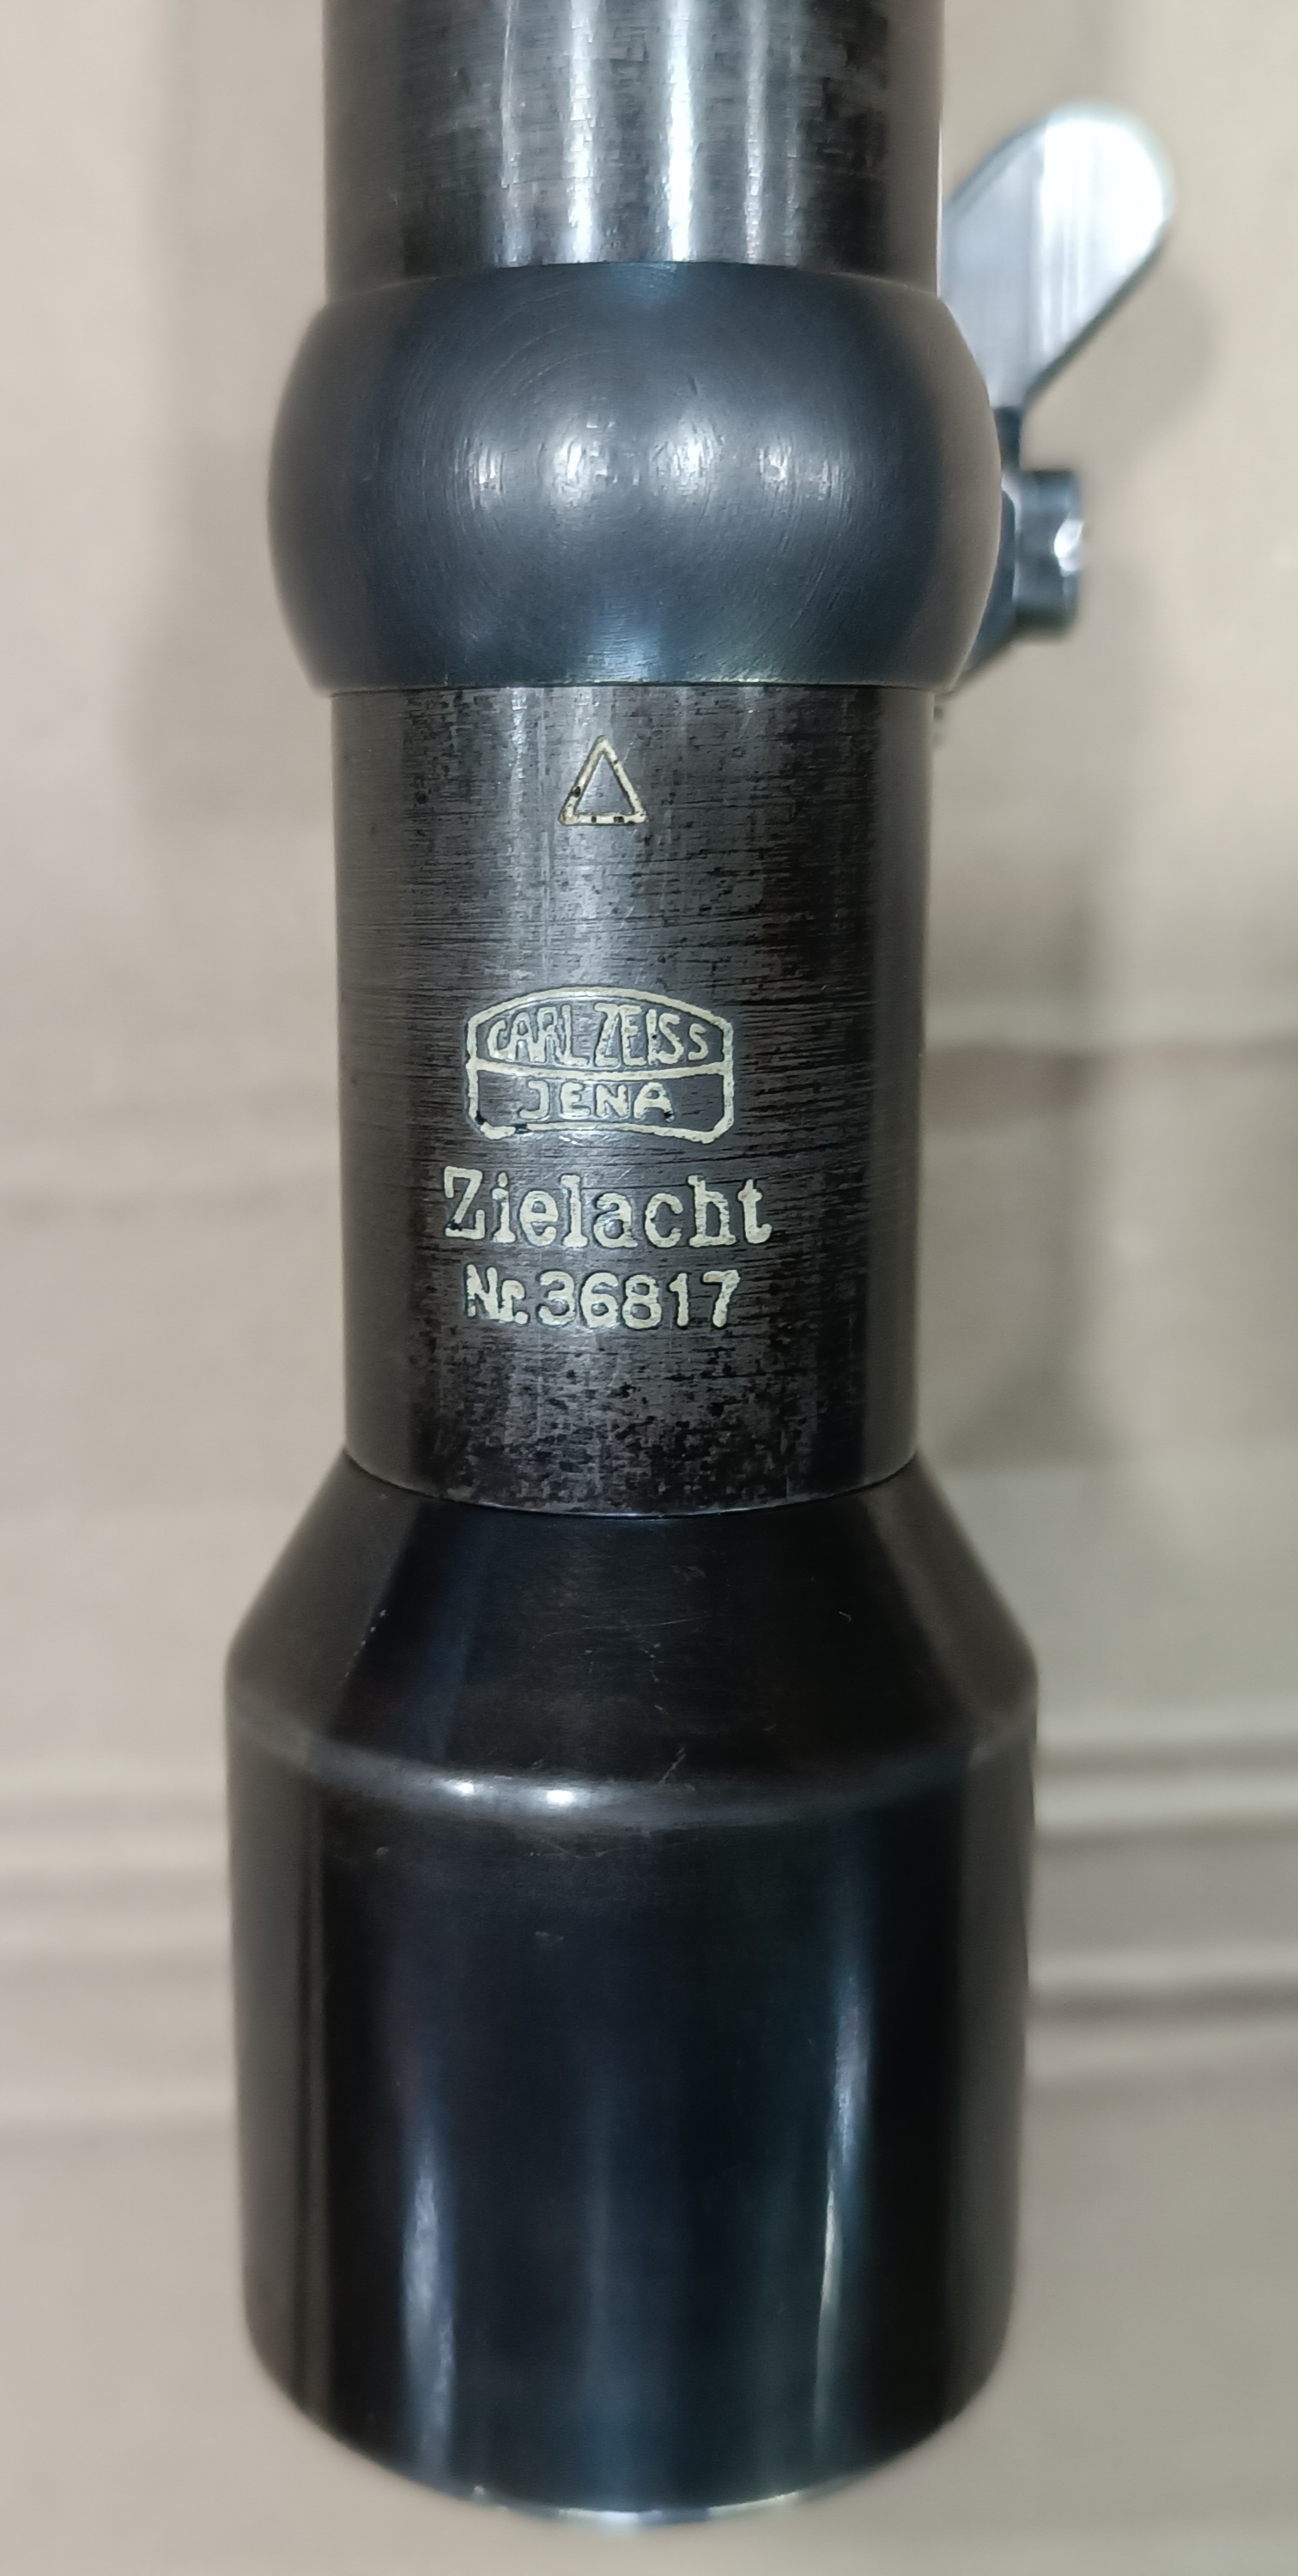 CARL ZEISS
JENA
Zielacht
Nr. 36817